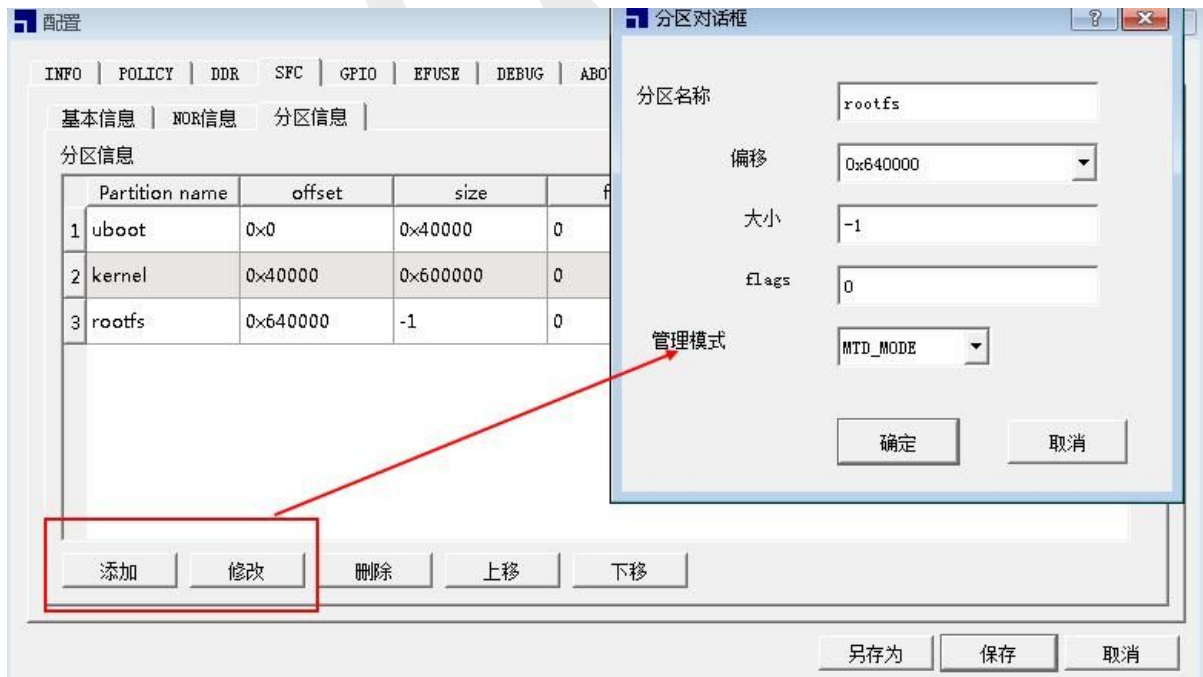 配置
INFO POLICY DDR SFC GPIO EFUSE DEBUG
基本信息 NOR信息 分区信息
分区信息
Partition name offset size
1 uboot 0x0 0x40000 0
2 kernel 0x40000 0x600000 0
3 rootfs 0x640000 -1 0
添加 修改 删除 上移 下移
另存为 保存 取消
分区对话框
分区名称 rootfs
偏移 0x640000
大小 -1
flags 0
管理模式 MTD_MODE
确定 取消